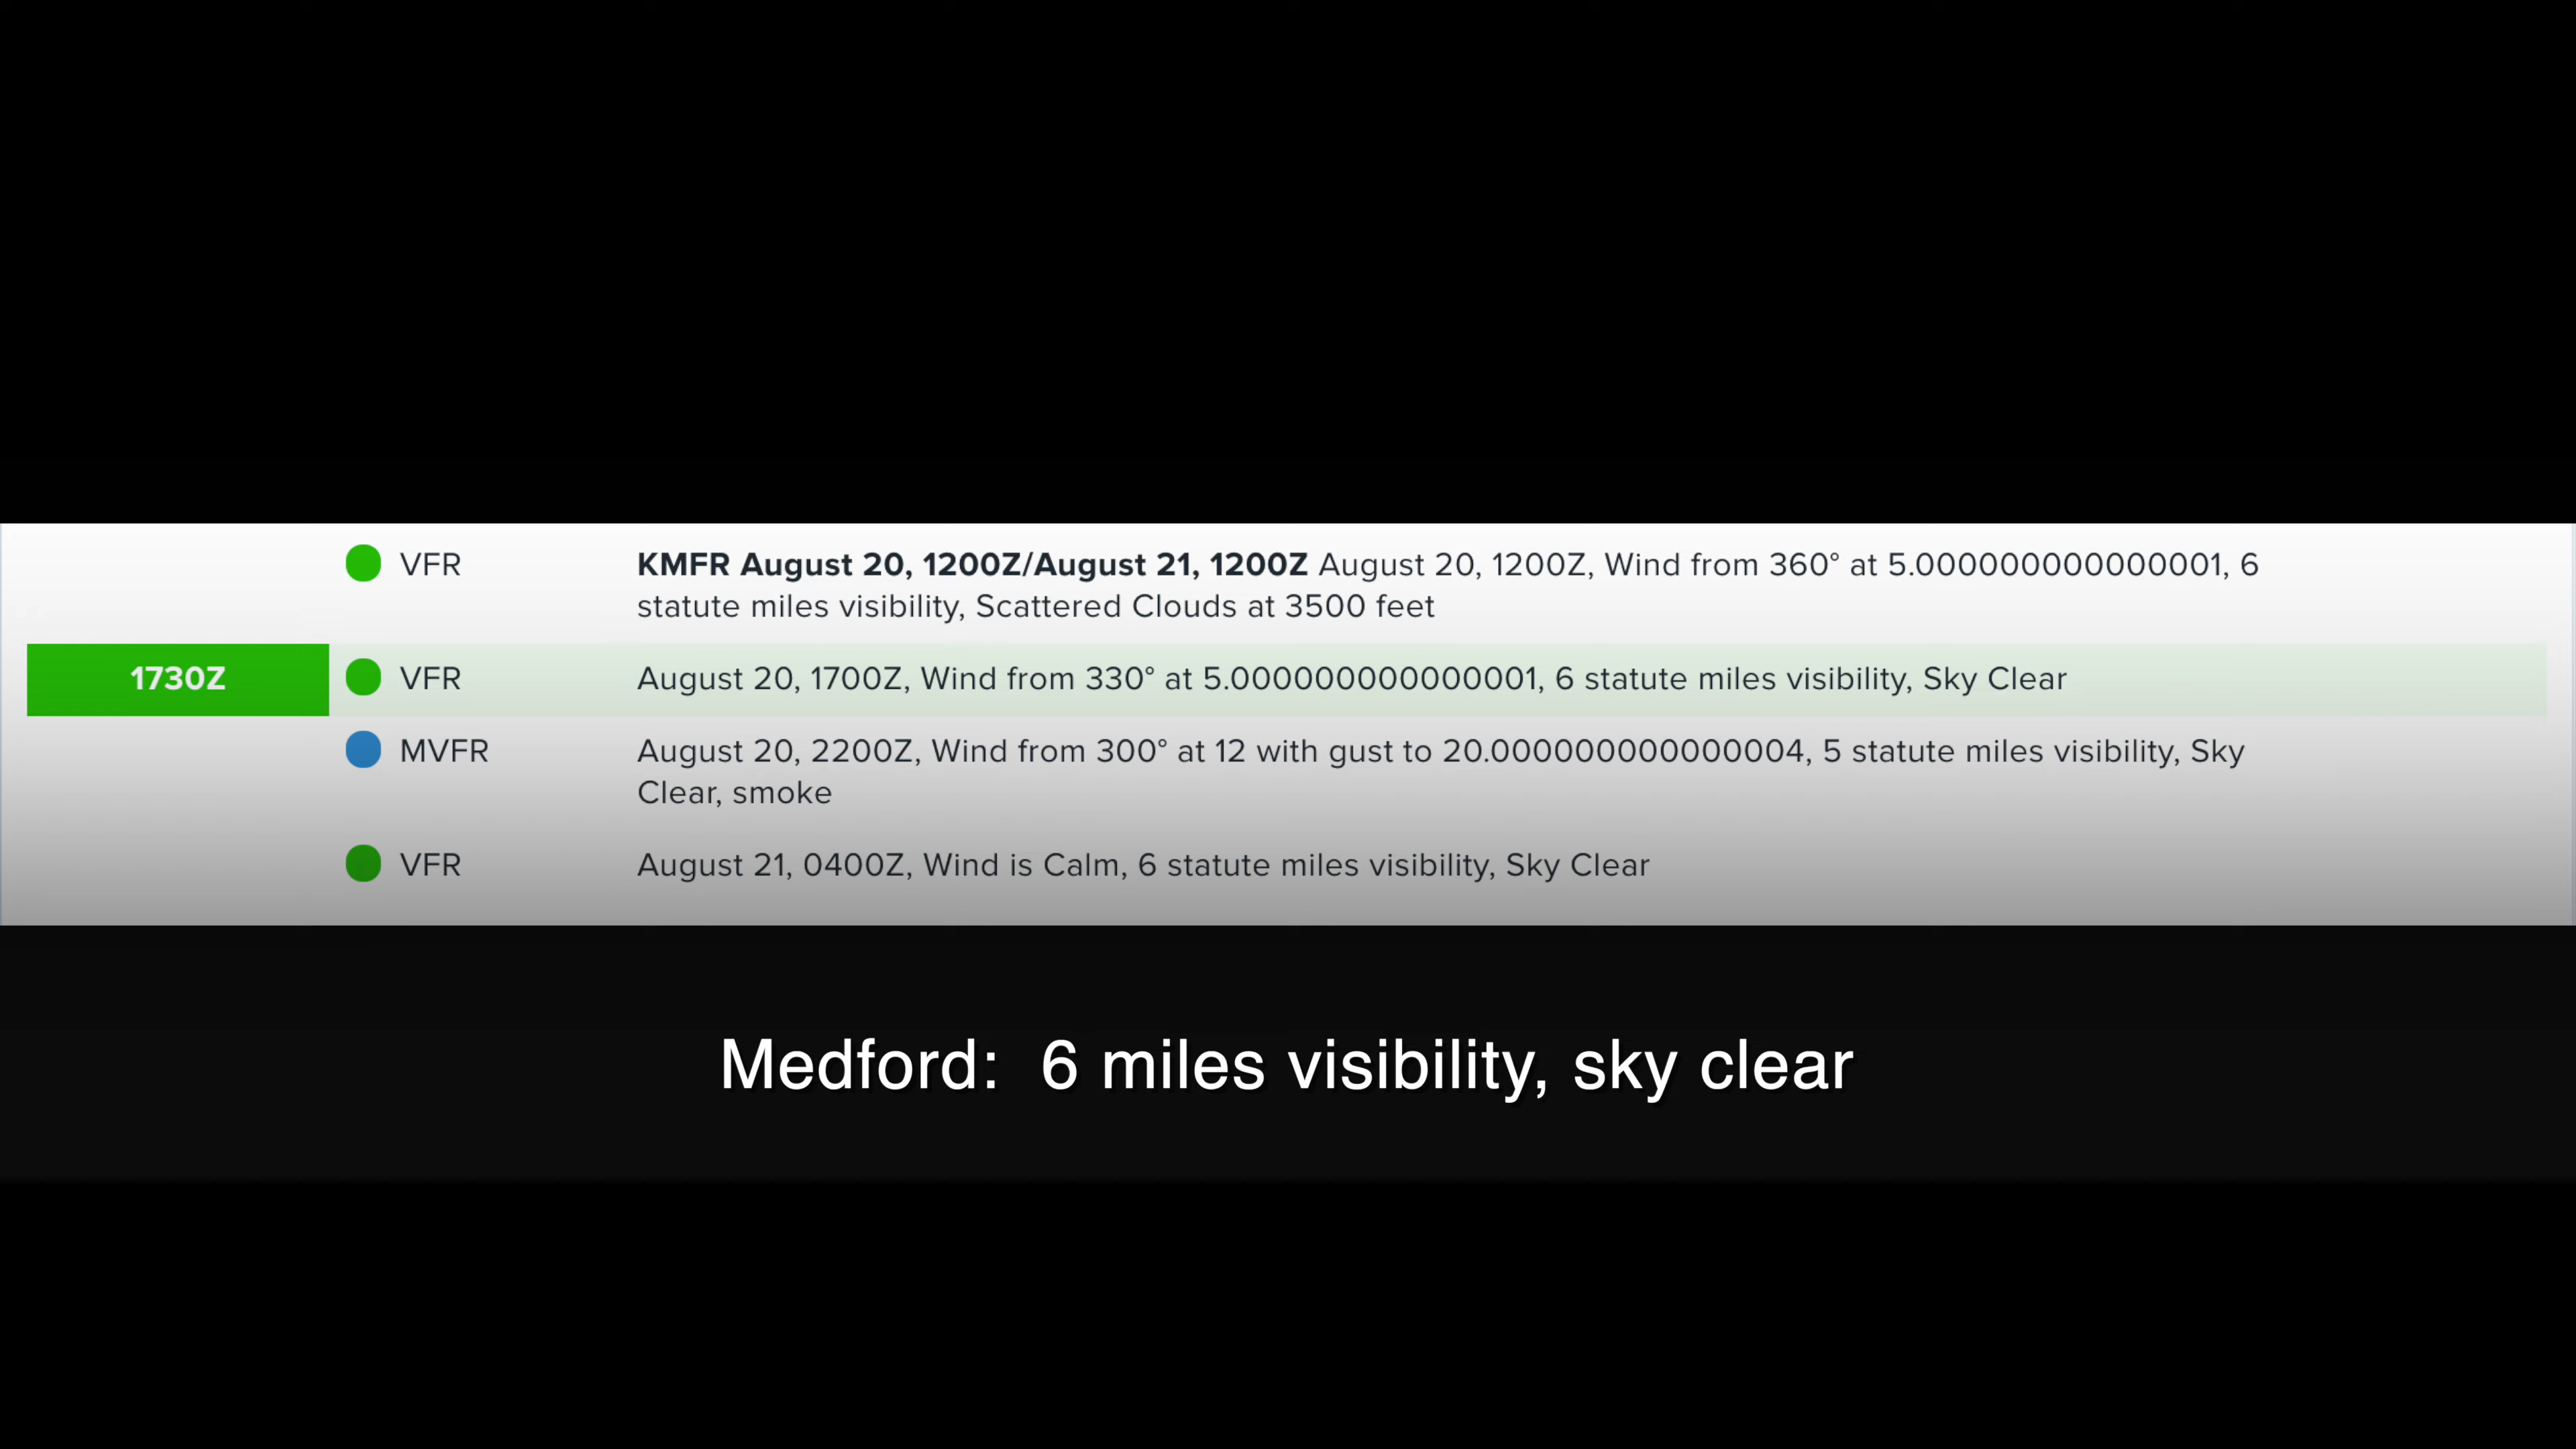 VFR KMFR August 20, 1200Z/August 21, 1200Z August 20, 1200Z, Wind from 360° at 5.000000000000001, 6
statute miles visibility, Scattered Clouds at 3500 feet
1730Z VFR August 20, 1700Z, Wind from 330° at 5.000000000000001, 6 statute miles visibility, Sky Clear
MVFR August 20, 2200Z, Wind from 300° at 12 with gust to 20.000000000000004, 5 statute miles visibility, Sky
Clear, smoke
VFR August 21, 0400Z, Wind is Calm, 6 statute miles visibility, Sky Clear
Medford: 6 miles visibility, sky clear